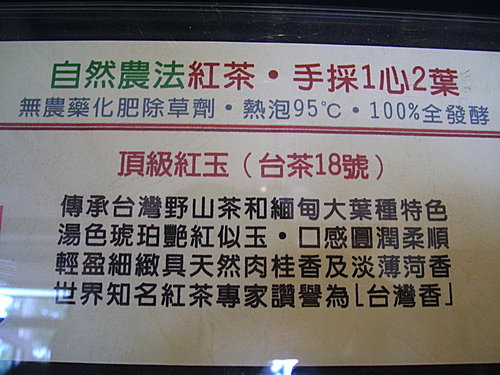 自然農法紅茶・手採1心2葉
無農藥化肥除草劑・熱泡95℃・100%全發酵
頂級紅玉（台茶18號）
傳承台灣野山茶和緬甸大葉種特色
湯色琥珀艷紅似玉・口感圓潤柔順
輕盈細緻具天然肉桂香及淡薄荷香
世界知名紅茶專家讚譽為「台灣香」